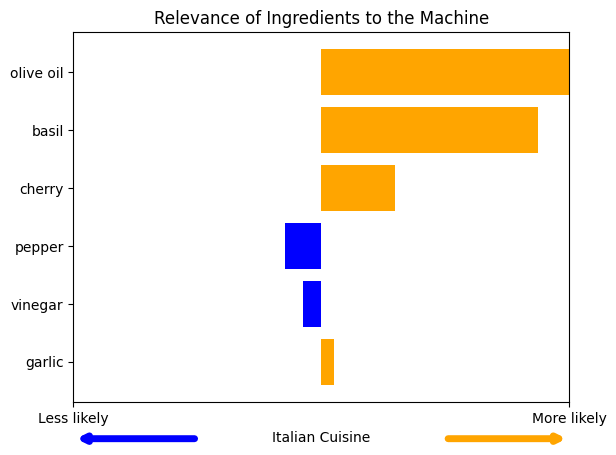 Relevance of Ingredients to the Machine
olive oil
basil
cherry
pepper
vinegar
garlic
Less likely
More likely
Italian Cuisine